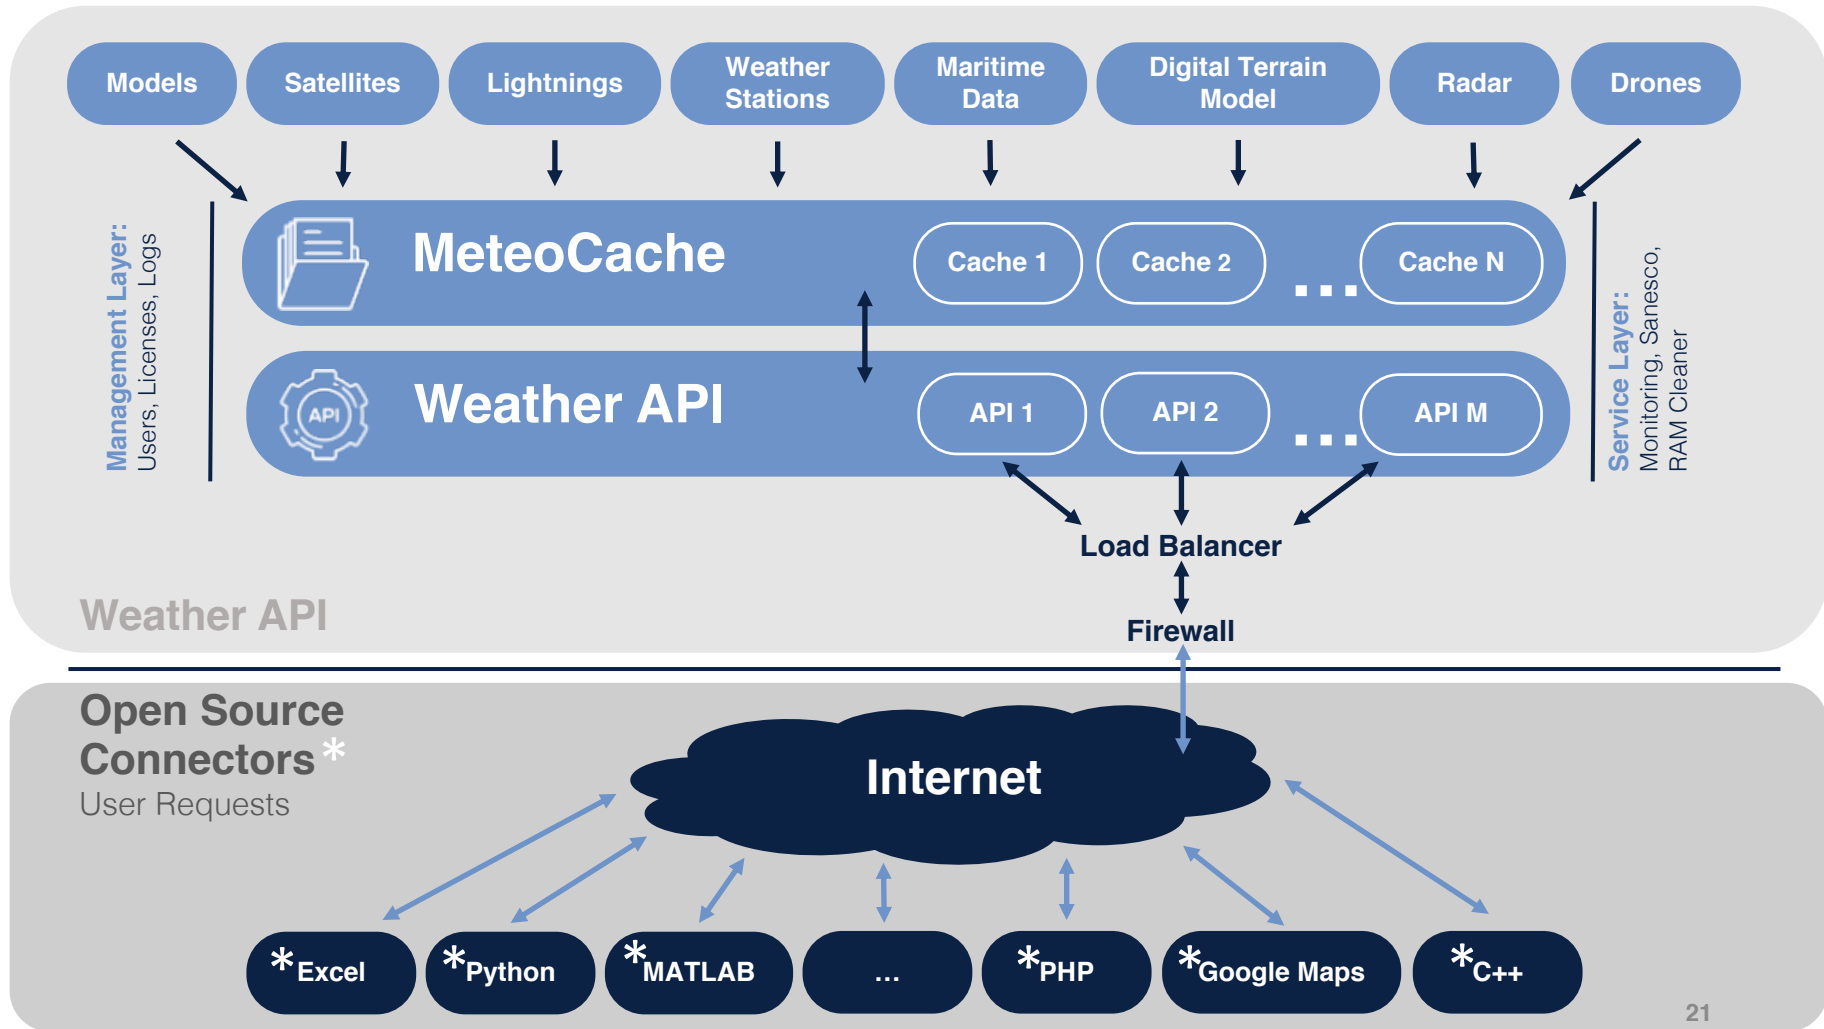 Models
Satellites
Lightnings
Weather
Stations
Maritime
Data
Digital Terrain
Model
Radar
Drones
Management Layer:
Users, Licenses, Logs
MeteoCache
Cache 1
Cache 2
...
Cache N
API
Weather API
API 1
API 2
...
API M
Service Layer:
Monitoring, Sanesco,
RAM Cleaner
Load Balancer
Firewall
Weather API
Open Source
Connectors*
User Requests
Internet
*Excel
*Python
*MATLAB
...
*PHP
*Google Maps
*C++
21